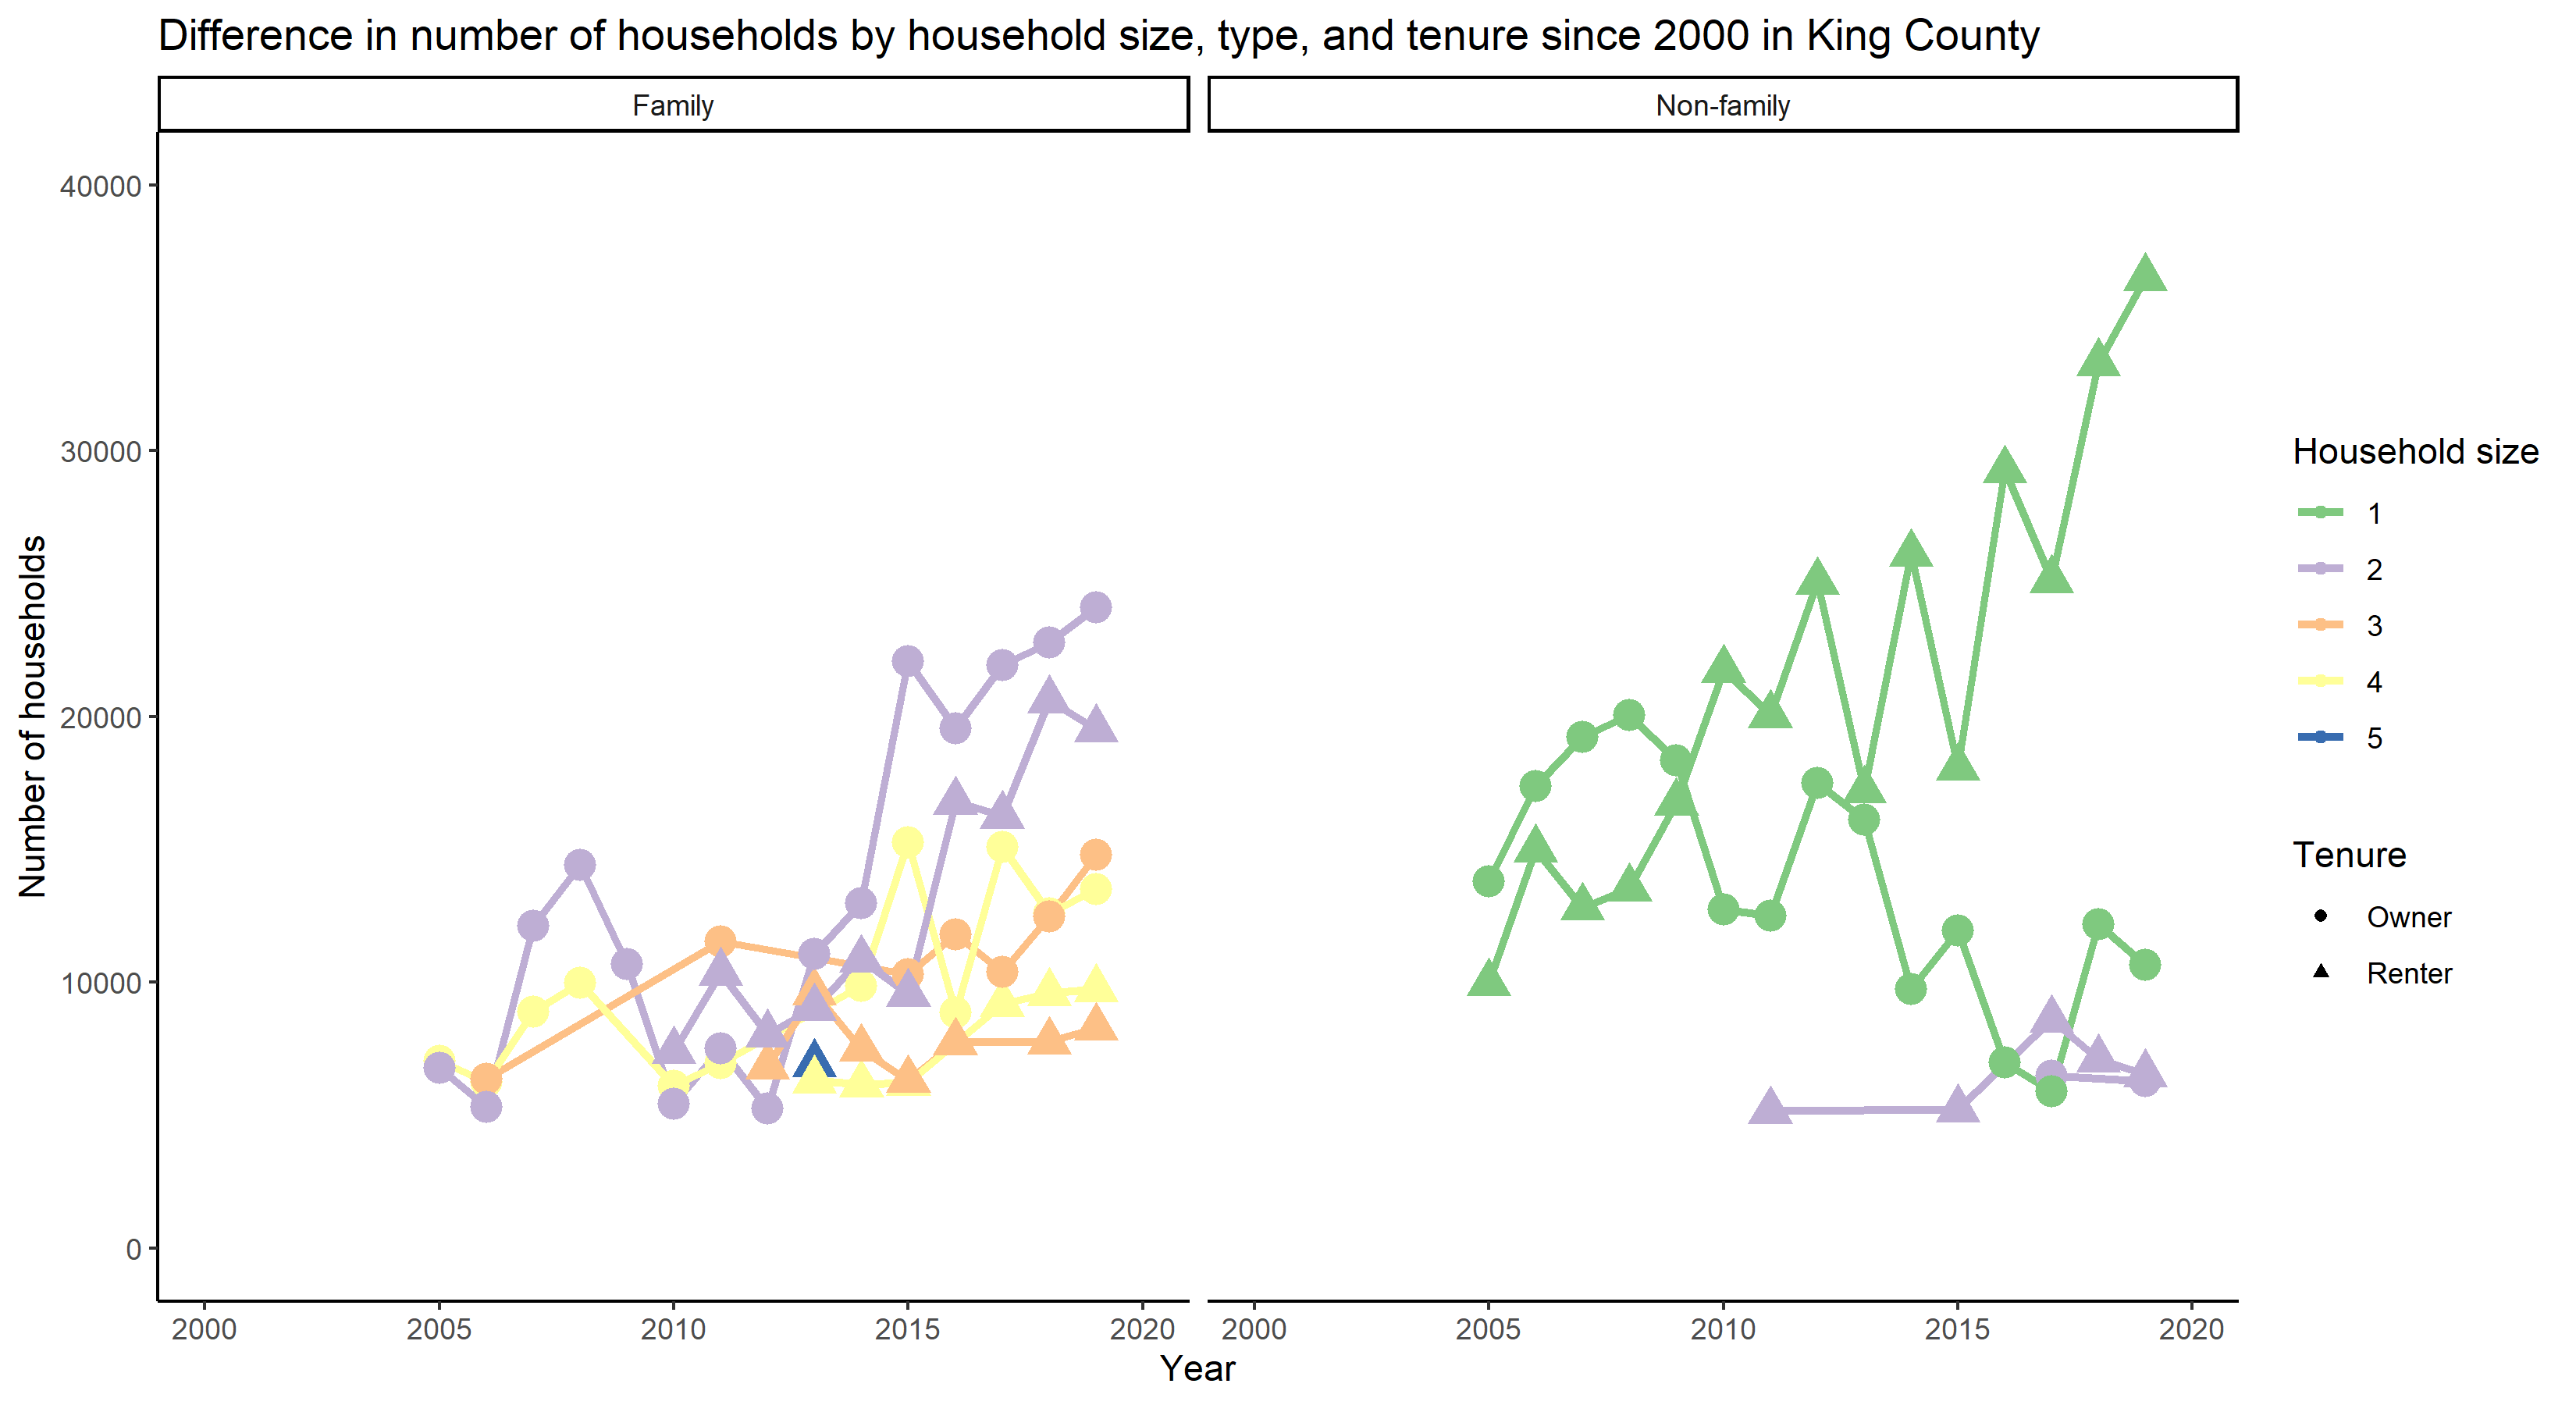 Difference in number of households by household size, type, and tenure since 2000 in King County
Family
Non-family
Number of households
40000
30000
20000
10000
0
2000
2005
2010
2015
2020
2000
2005
2010
2015
2020
Year
Household size
1
2
3
4
5
Tenure
Owner
Renter